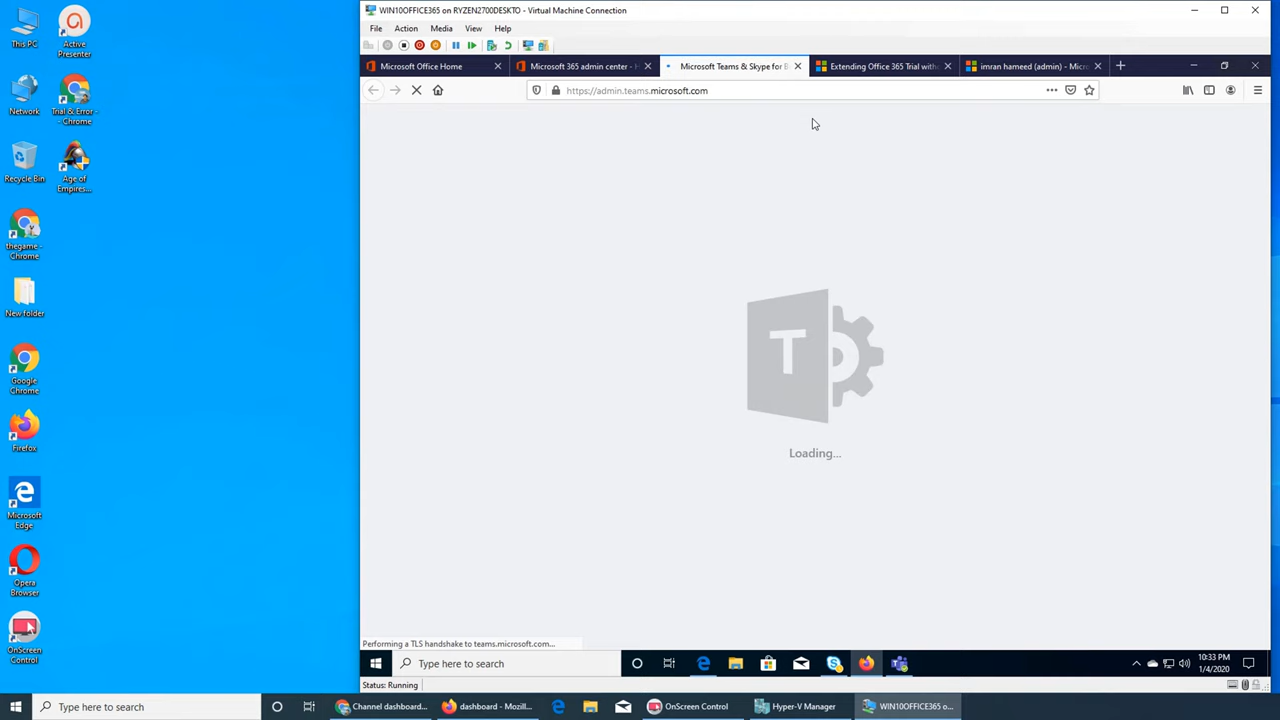 This PC
Active
Presenter
Network
Trial & Error -
- Chrome
Recycle Bin
Age of
Empires...
thegame -
Chrome
New folder
Google
Chrome
Firefox
Microsoft
Edge
Opera
Browser
OnScreen
Control
WIN10OFFICE365 on RYZEN2700DESKTO - Virtual Machine Connection
File Action Media View Help
Microsoft Office Home
Microsoft 365 admin center - H
Microsoft Teams & Skype for B
Extending Office 365 Trial with
imran hameed (admin) - Micro
https://admin.teams.microsoft.com
T
Loading...
Performing a TLS handshake to teams.microsoft.com...
Type here to search
10:33 PM
1/4/2020
Status: Running
Type here to search
Channel dashboard...
dashboard - Mozil...
OnScreen Control
Hyper-V Manager
WIN10OFFICE365 o...